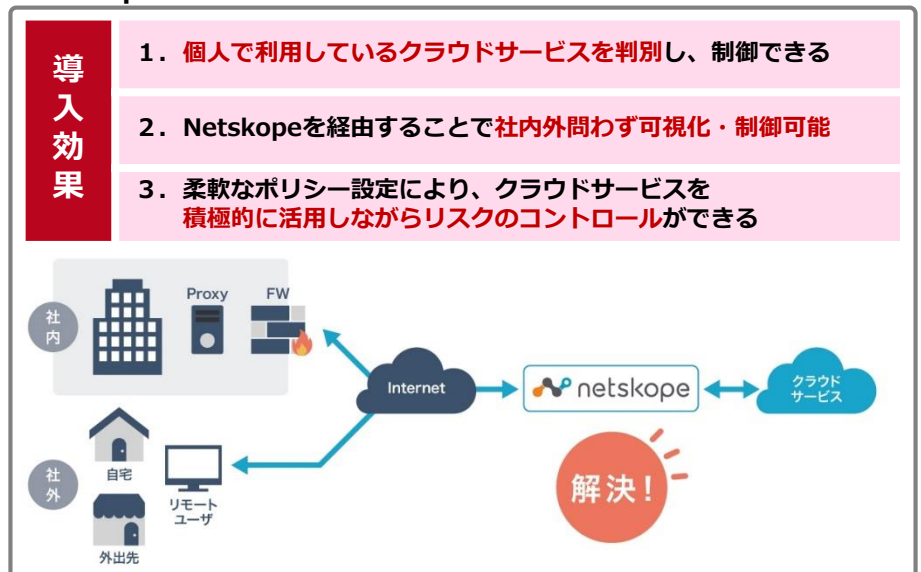 導入効果
1．個人で利用しているクラウドサービスを判別し、制御できる
2．Netskopeを経由することで社内外問わず可視化・制御可能
3．柔軟なポリシー設定により、クラウドサービスを
積極的に活用しながらリスクのコントロールができる
社内
Proxy
FW
Internet
netskope
クラウド
サービス
解決！
社外
自宅
リモート
ユーザ
外出先